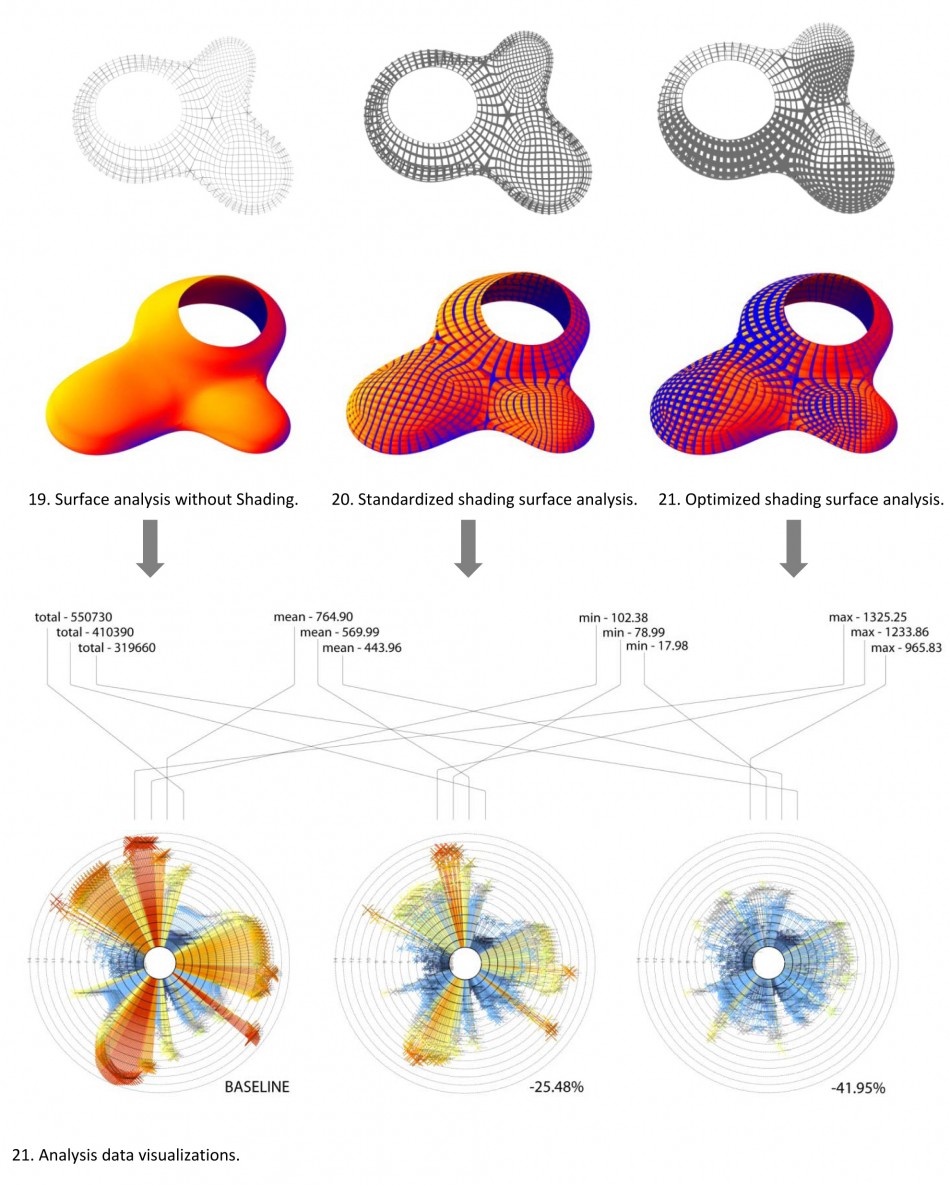 19. Surface analysis without Shading.
20. Standardized shading surface analysis.
21. Optimized shading surface analysis.
total - 550730
total - 410390
total - 319660
mean - 764.90
mean - 569.99
mean - 443.96
min - 102.38
min - 78.99
min - 17.98
max - 1325.25
max - 1233.86
max - 965.83
BASELINE
-25.48%
-41.95%
21. Analysis data visualizations.